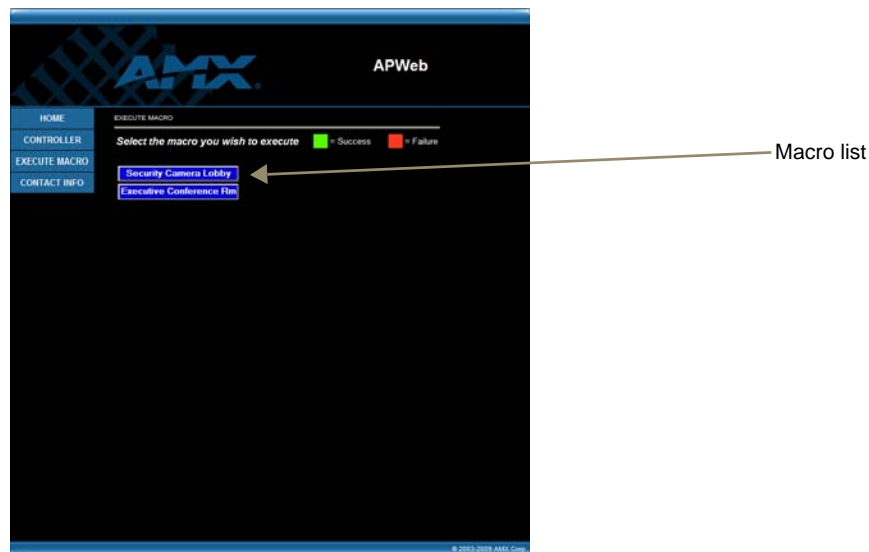 AMX
APWeb
HOME
CONTROLLER
EXECUTE MACRO
CONTACT INFO
EXECUTE MACRO
Select the macro you wish to execute
= Success
= Failure
Security Camera Lobby
Executive Conference Rm
Macro list
© 2003-2009 AMX Corp.